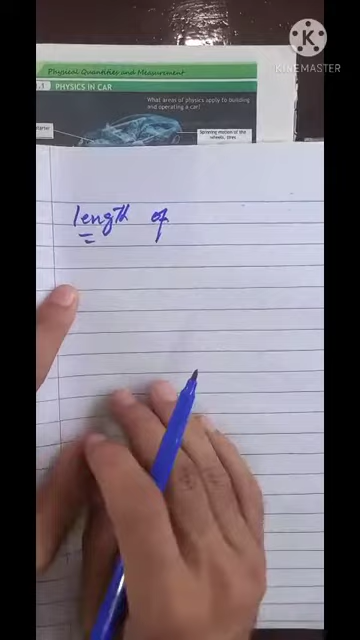 K
KINEMASTER
Physical Quantities and Measurement
PHYSICS IN CAR
What areas of physics apply to building
and operating a car?
Spinning motion of the
wheels, tires
length of